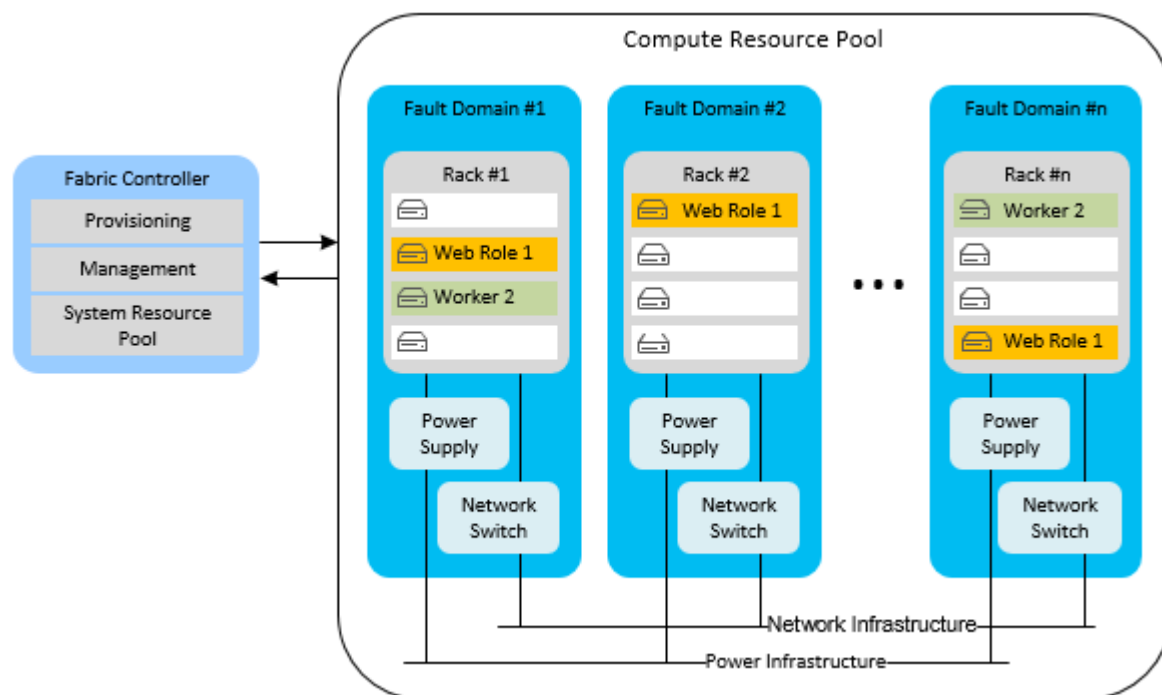 Compute Resource Pool
Fabric Controller
Provisioning
Management
System Resource
Pool
Fault Domain #1
Rack #1
Web Role 1
Worker 2
Power
Supply
Network
Switch
Fault Domain #2
Rack #2
Web Role 1
Power
Supply
Network
Switch
...
Fault Domain #n
Rack #n
Worker 2
Web Role 1
Power
Supply
Network
Switch
Network Infrastructure
Power Infrastructure